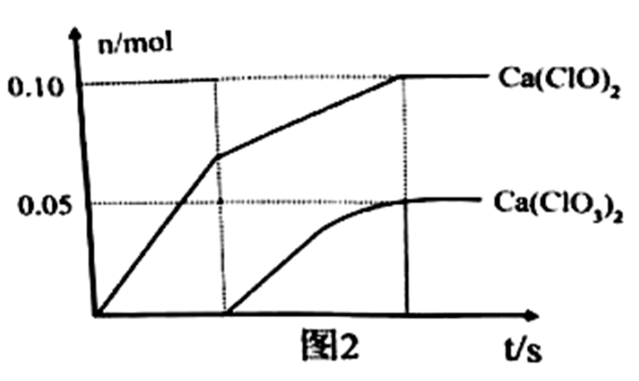 n/mol
0.10
Ca(ClO)₂
0.05
Ca(ClO₃)₂
图2
t/s